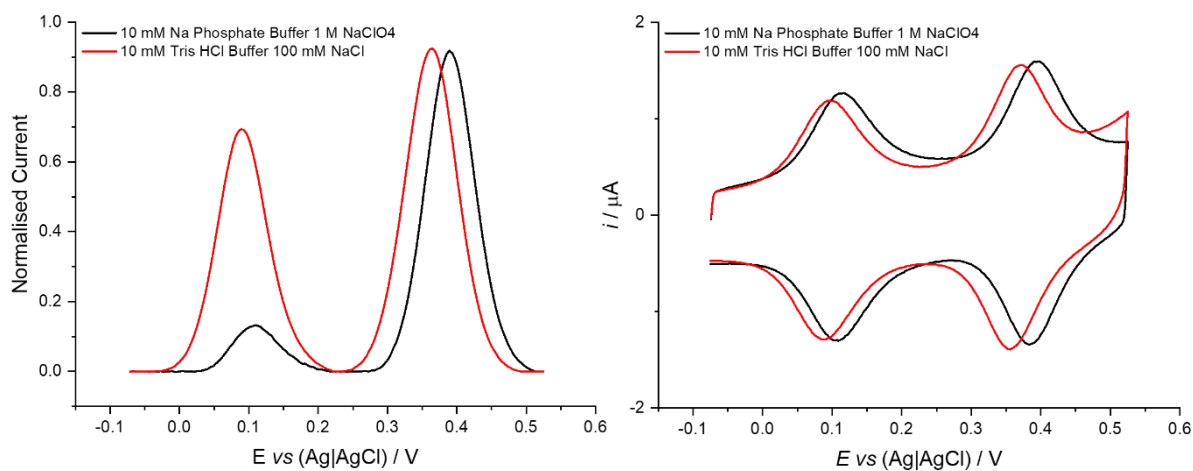 10 mM Na Phosphate Buffer 1 M NaClO4
10 mM Tris HCl Buffer 100 mM NaCl
Normalised Current
1.0
0.8
0.6
0.4
0.2
0.0
-0.1 0.0 0.1 0.2 0.3 0.4 0.5 0.6
E vs (Ag|AgCl) / V
10 mM Na Phosphate Buffer 1 M NaClO4
10 mM Tris HCl Buffer 100 mM NaCl
i / μA
2
0
-2
-0.1 0.0 0.1 0.2 0.3 0.4 0.5 0.6
E vs (Ag|AgCl) / V